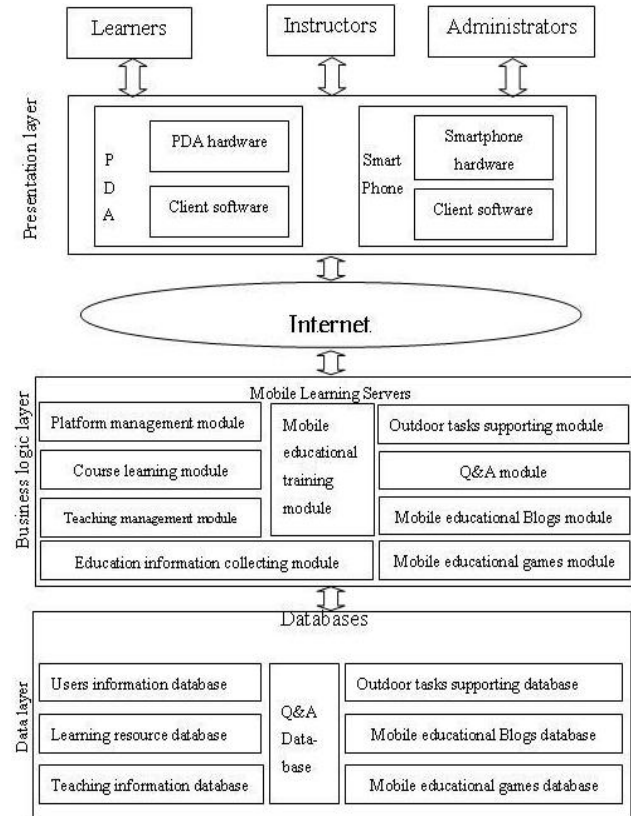 Learners
Instructors
Administrators
Presentation layer
P
D
A
PDA hardware
Client software
Smart
Phone
Smartphone
hardware
Client software
Internet
Business logic layer
Mobile Learning Servers
Platform management module
Course learning module
Teaching management module
Education information collecting module
Mobile
educational
training
module
Outdoor tasks supporting module
Q&A module
Mobile educational Blogs module
Mobile educational games module
Data layer
Databases
Users information database
Learning resource database
Teaching information database
Q&A
Data-
base
Outdoor tasks supporting database
Mobile educational Blogs database
Mobile educational games database